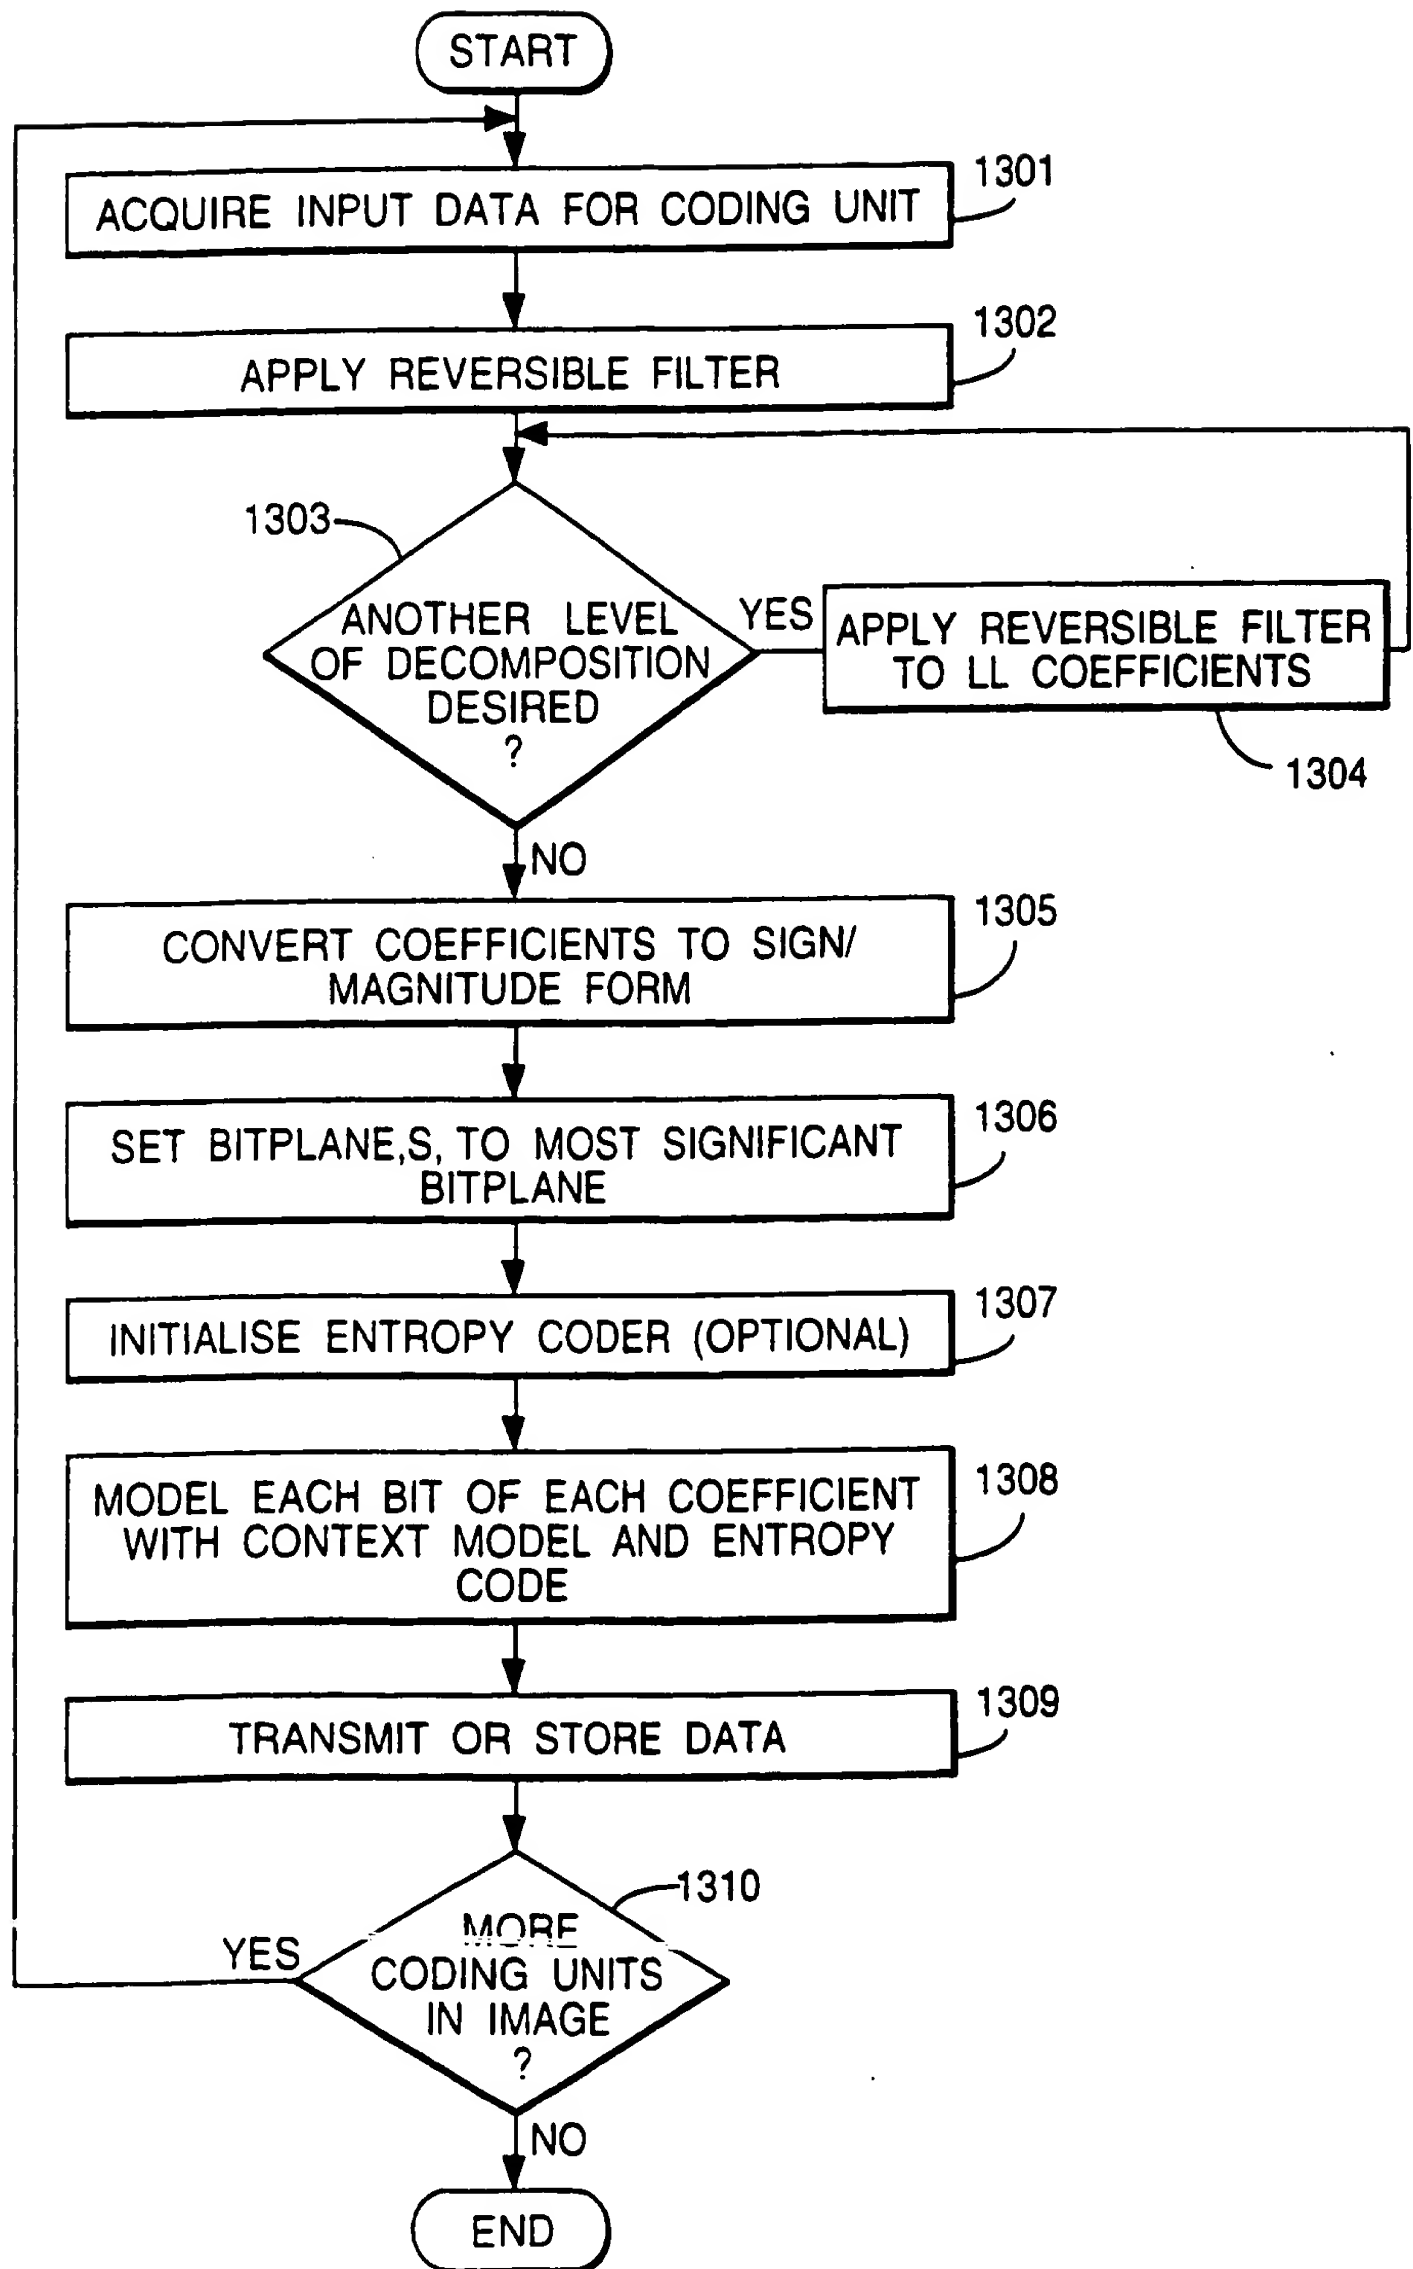 START
1301
ACQUIRE INPUT DATA FOR CODING UNIT
1302
APPLY REVERSIBLE FILTER
1303
ANOTHER LEVEL
OF DECOMPOSITION
DESIRED
?
YES
APPLY REVERSIBLE FILTER
TO LL COEFFICIENTS
1304
NO
1305
CONVERT COEFFICIENTS TO SIGN/
MAGNITUDE FORM
1306
SET BITPLANE,S, TO MOST SIGNIFICANT
BITPLANE
1307
INITIALISE ENTROPY CODER (OPTIONAL)
1308
MODEL EACH BIT OF EACH COEFFICIENT
WITH CONTEXT MODEL AND ENTROPY
CODE
1309
TRANSMIT OR STORE DATA
1310
MORE
CODING UNITS
IN IMAGE
?
YES
NO
END